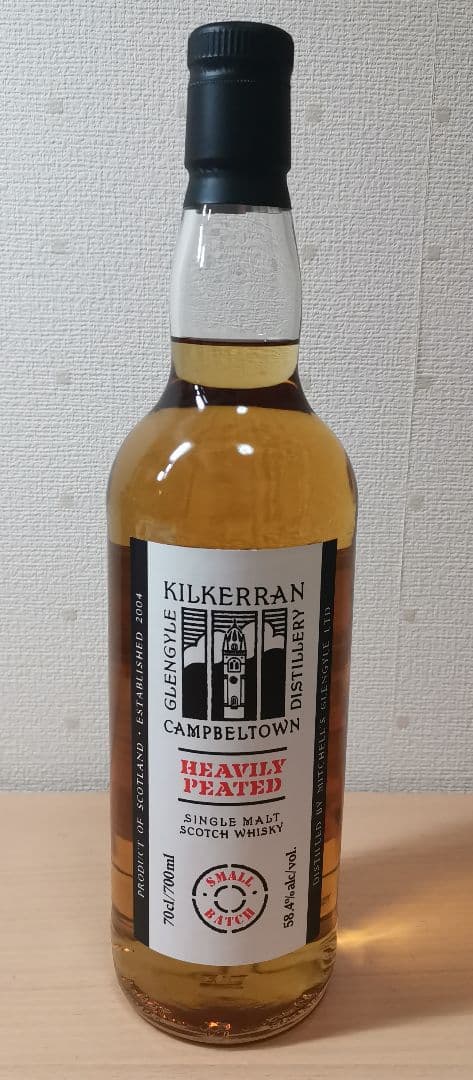 KILKERRAN
GLENGYLE
DISTILLERY
CAMPBELTOWN
HEAVILY
PEATED
SINGLE MALT
SCOTCH WHISKY
SMALL
BATCH
70cl/700ml
58.4%alc/vol.
PRODUCT OF SCOTLAND · ESTABLISHED 2004
DISTILLED BY MITCHELL'S GLENGYLE LTD.